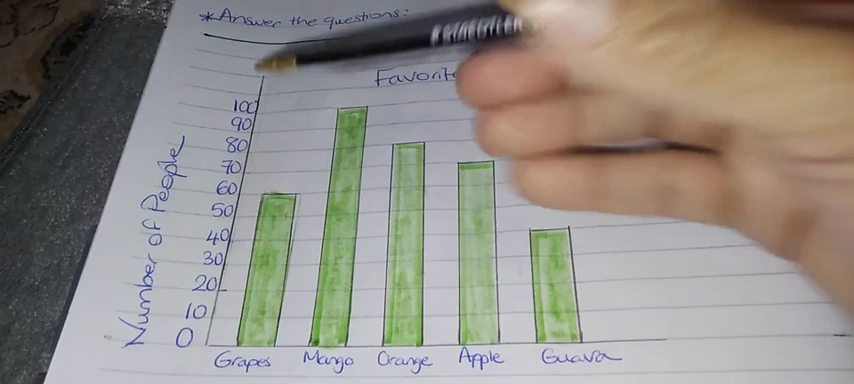 *Answer the questions:
Favorite
100
90
80
70
60
50
40
30
20
10
0
Number of People
Grapes Mango Orange Apple Guava